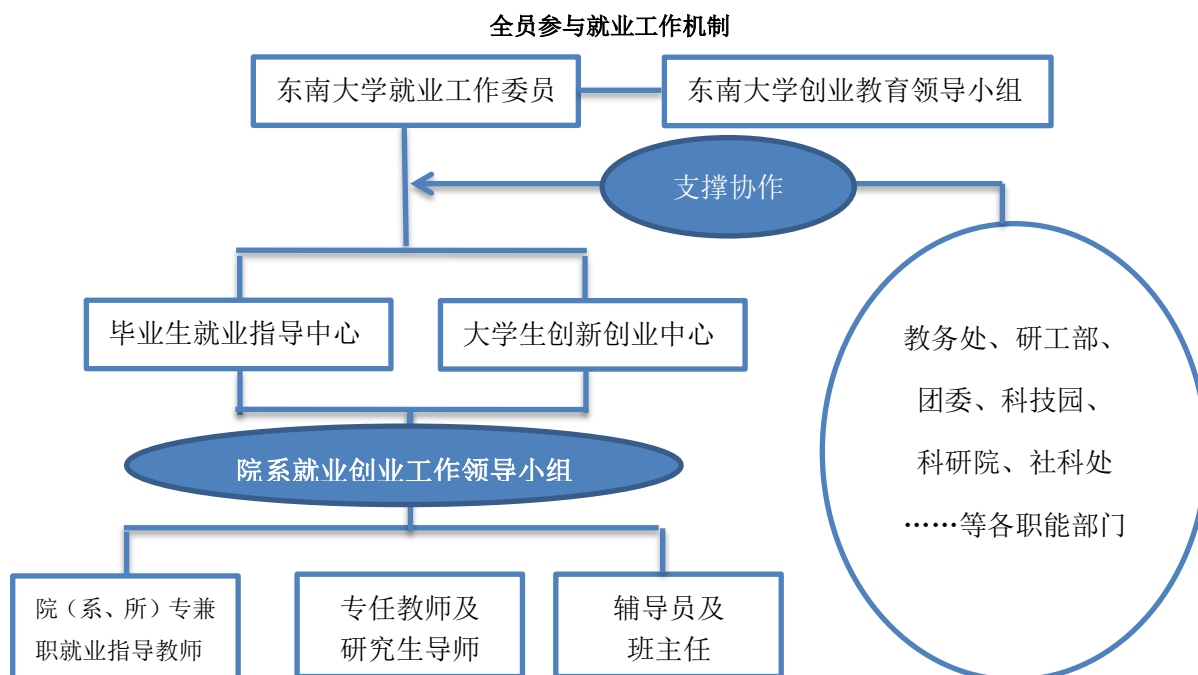 全员参与就业工作机制
东南大学就业工作委员
东南大学创业教育领导小组
支撑协作
毕业生就业指导中心
大学生创新创业中心
教务处、研工部、
团委、科技园、
科研院、社科处
……等各职能部门
院系就业创业工作领导小组
院（系、所）专兼
职就业指导教师
专任教师及
研究生导师
辅导员及
班主任